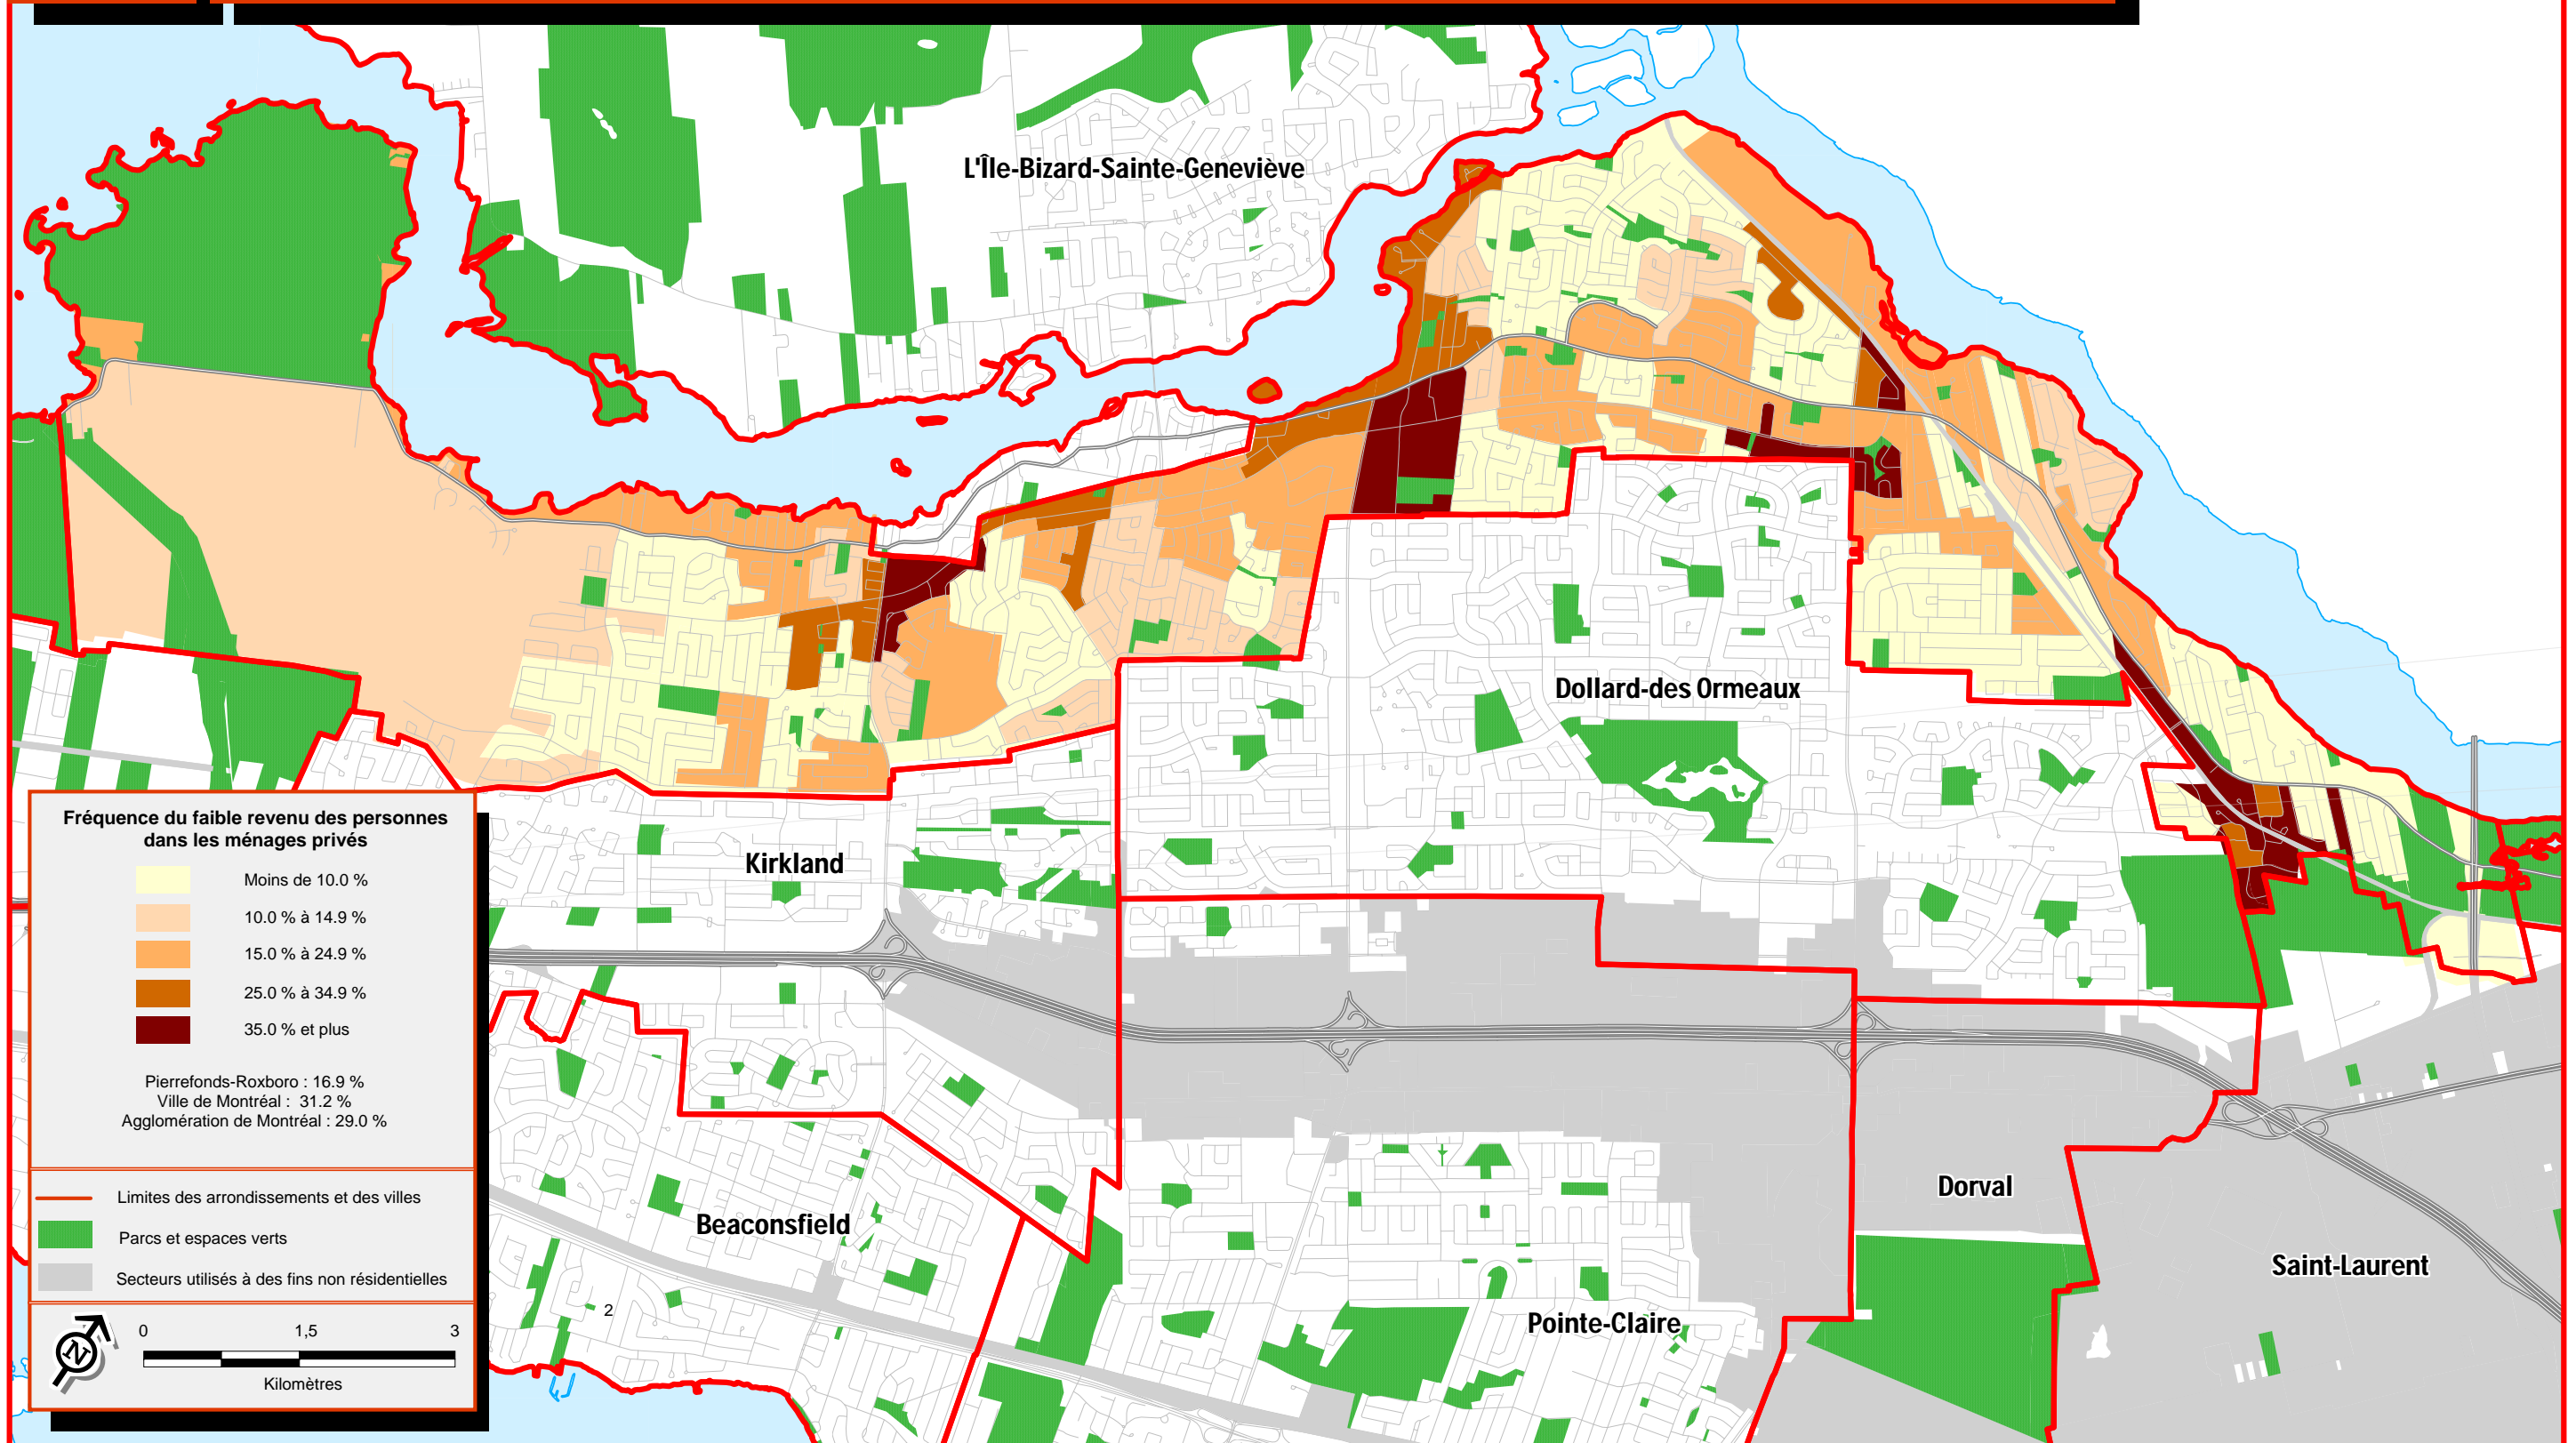 L'Île-Bizard-Sainte-Geneviève
Dollard-des Ormeaux
Kirkland
Beaconsfield
Pointe-Claire
Dorval
Saint-Laurent
Fréquence du faible revenu des personnes
dans les ménages privés
Moins de 10.0 %
10.0 % à 14.9 %
15.0 % à 24.9 %
25.0 % à 34.9 %
35.0 % et plus
Pierrefonds-Roxboro : 16.9 %
Ville de Montréal : 31.2 %
Agglomération de Montréal : 29.0 %
Limites des arrondissements et des villes
Parcs et espaces verts
Secteurs utilisés à des fins non résidentielles
N
0 1,5 3
Kilomètres
2